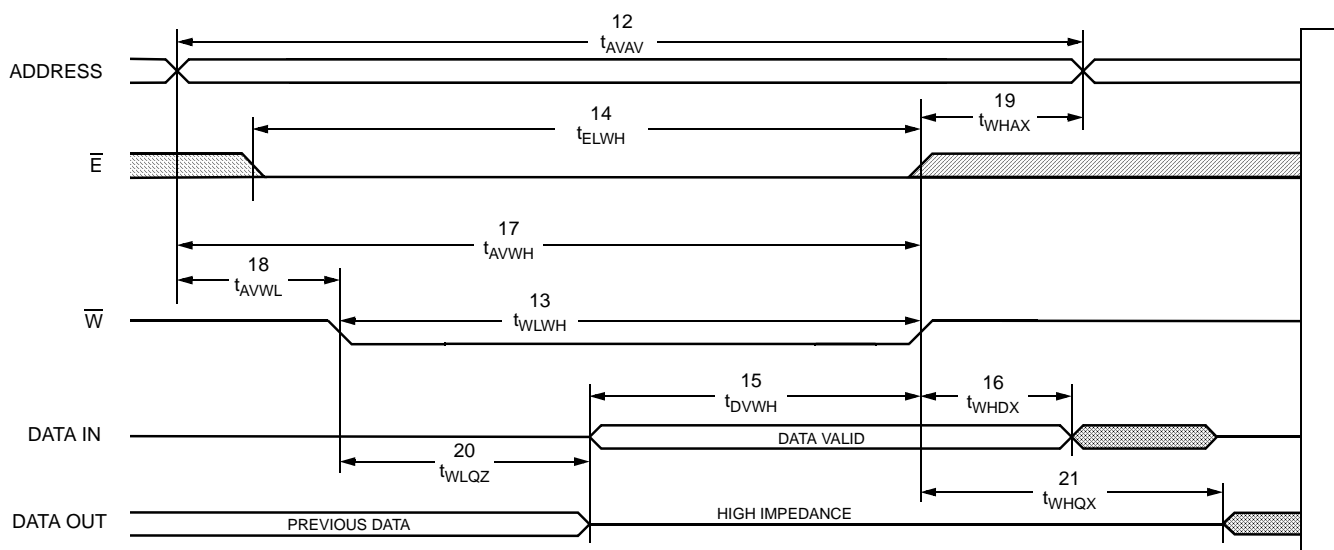 12
tAVAV
ADDRESS
14
tELWH
19
tWHAX
E
17
tAVWH
18
tAVWL
13
tWLWH
W
15
tDVWH
16
tWHDX
DATA IN
DATA VALID
20
tWLQZ
21
tWHQX
DATA OUT
PREVIOUS DATA
HIGH IMPEDANCE